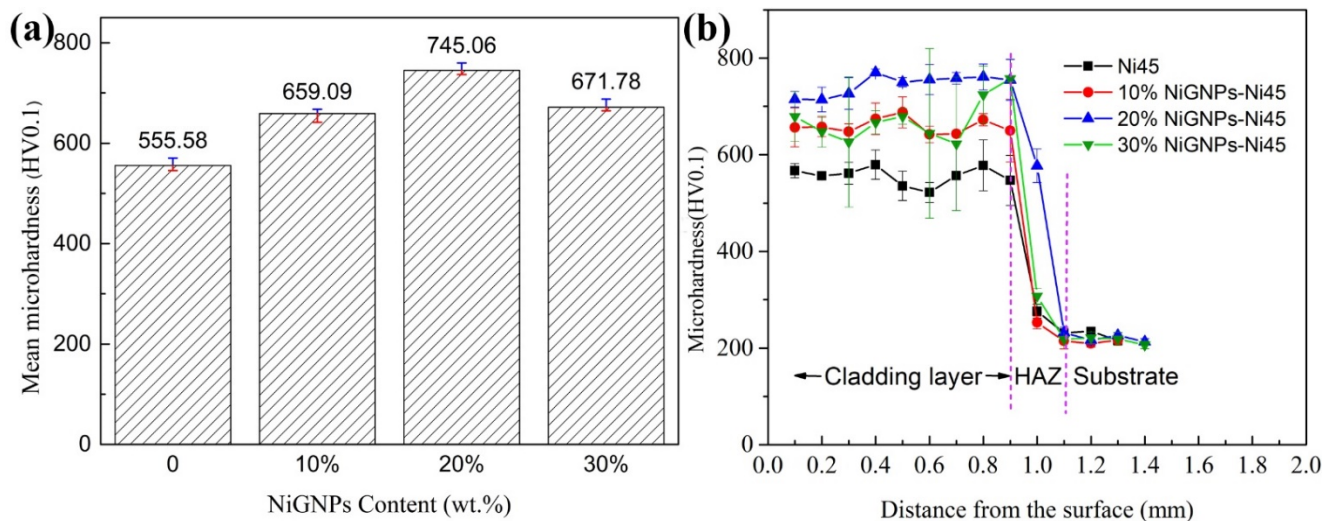 (a)
Mean microhardness (HV0.1)
800
600
400
200
0
555.58
659.09
745.06
671.78
0 10% 20% 30%
NiGNPs Content (wt.%)
(b)
Microhardness(HV0.1)
800
600
400
200
0
Ni45
10% NiGNPs-Ni45
20% NiGNPs-Ni45
30% NiGNPs-Ni45
Cladding layer HAZ Substrate
0.0 0.2 0.4 0.6 0.8 1.0 1.2 1.4 1.6 1.8 2.0
Distance from the surface (mm)